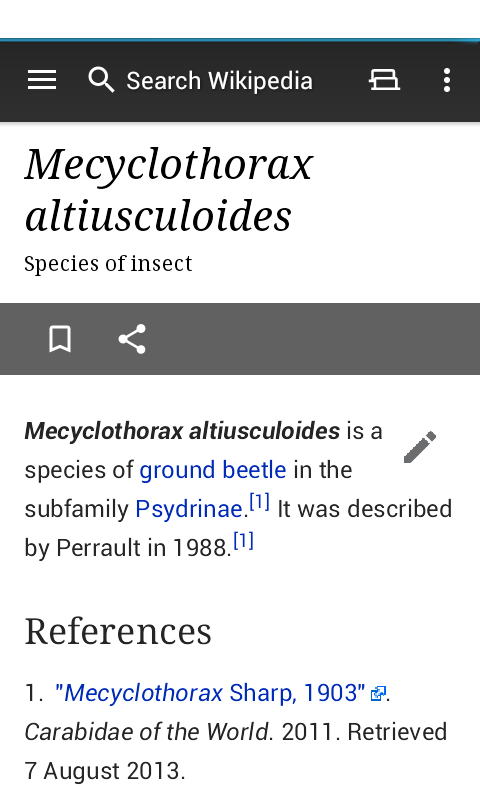 Search Wikipedia
Mecyclothorax
altiusculoides
Species of insect
Mecyclothorax altiusculoides is a
species of ground beetle in the
subfamily Psydrinae.[1] It was described
by Perrault in 1988.[1]
References
1. "Mecyclothorax Sharp, 1903".
Carabidae of the World. 2011. Retrieved
7 August 2013.